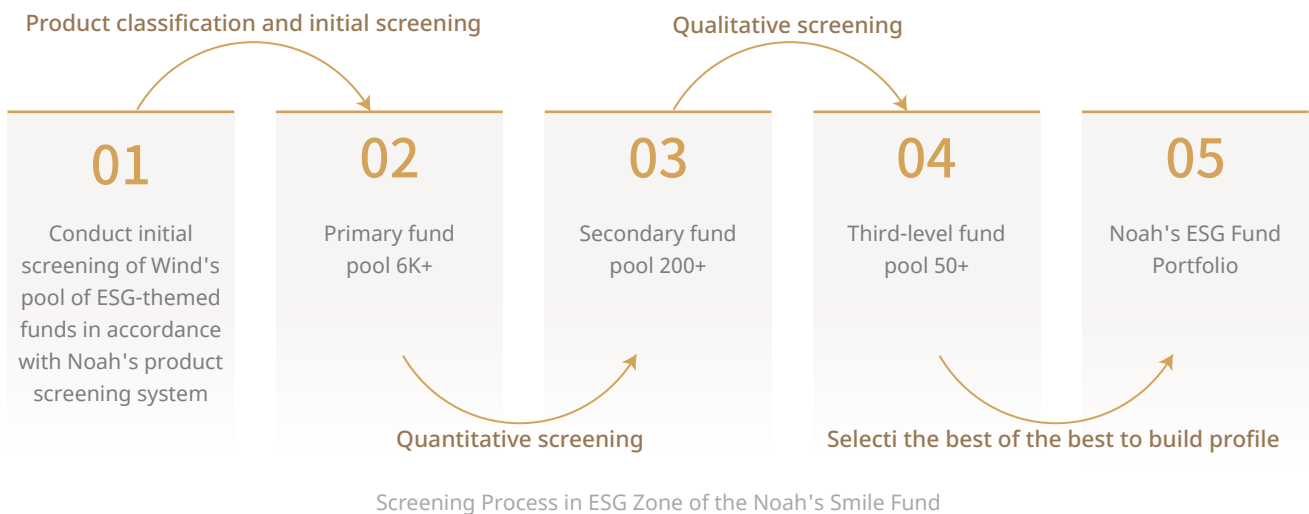 Product classification and initial screening
Qualitative screening
01
Conduct initial
screening of Wind's
pool of ESG-themed
funds in accordance
with Noah's product
screening system
02
Primary fund
pool 6K+
03
Secondary fund
pool 200+
04
Third-level fund
pool 50+
05
Noah's ESG Fund
Portfolio
Quantitative screening
Selecti the best of the best to build profile
Screening Process in ESG Zone of the Noah's Smile Fund